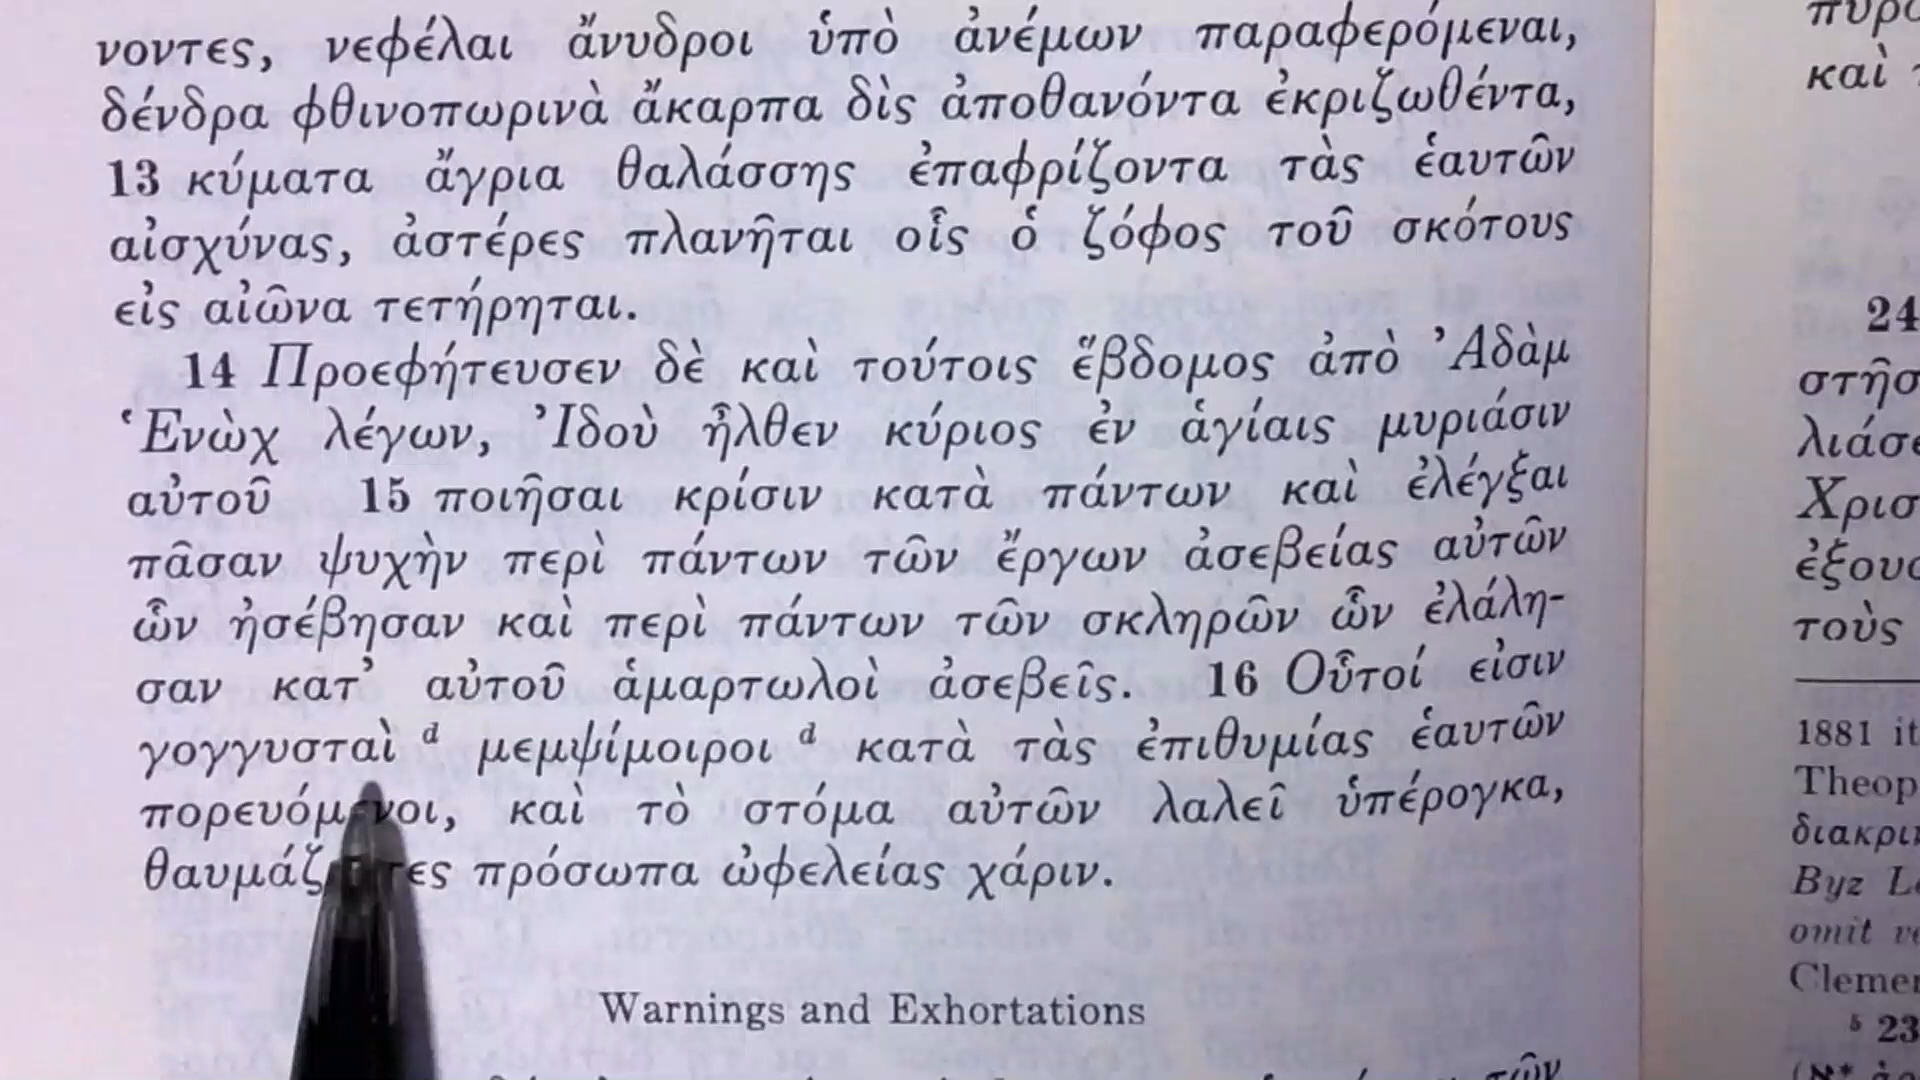 νοντες, νεφέλαι ἄνυδροι ὑπὸ ἀνέμων παραφερόμεναι,
δένδρα φθινοπωρινὰ ἄκαρπα δὶς ἀποθανόντα ἐκριζωθέντα,
13 κύματα ἄγρια θαλάσσης ἐπαφρίζοντα τὰς ἑαυτῶν
αἰσχύνας, ἀστέρες πλανῆται οἷς ὁ ζόφος τοῦ σκότους
εἰς αἰῶνα τετήρηται.
14 Προεφήτευσεν δὲ καὶ τούτοις ἕβδομος ἀπὸ Ἀδὰμ
Ἑνὼχ λέγων, Ἰδοὺ ἦλθεν κύριος ἐν ἁγίαις μυριάσιν
αὐτοῦ 15 ποιῆσαι κρίσιν κατὰ πάντων καὶ ἐλέγξαι
πᾶσαν ψυχὴν περὶ πάντων τῶν ἔργων ἀσεβείας αὐτῶν
ὧν ἠσέβησαν καὶ περὶ πάντων τῶν σκληρῶν ὧν ἐλάλη-
σαν κατ᾿ αὐτοῦ ἁμαρτωλοὶ ἀσεβεῖς. 16 Οὗτοί εἰσιν
γογγυσταὶ d μεμψίμοιροι d κατὰ τὰς ἐπιθυμίας ἑαυτῶν
πορευόμενοι, καὶ τὸ στόμα αὐτῶν λαλεῖ ὑπέρογκα,
πρόσωπα ὠφελείας χάριν.
Warnings and Exhortations
τῶν
καὶ
24
1881
τοὺς
Byz
omit
5 23